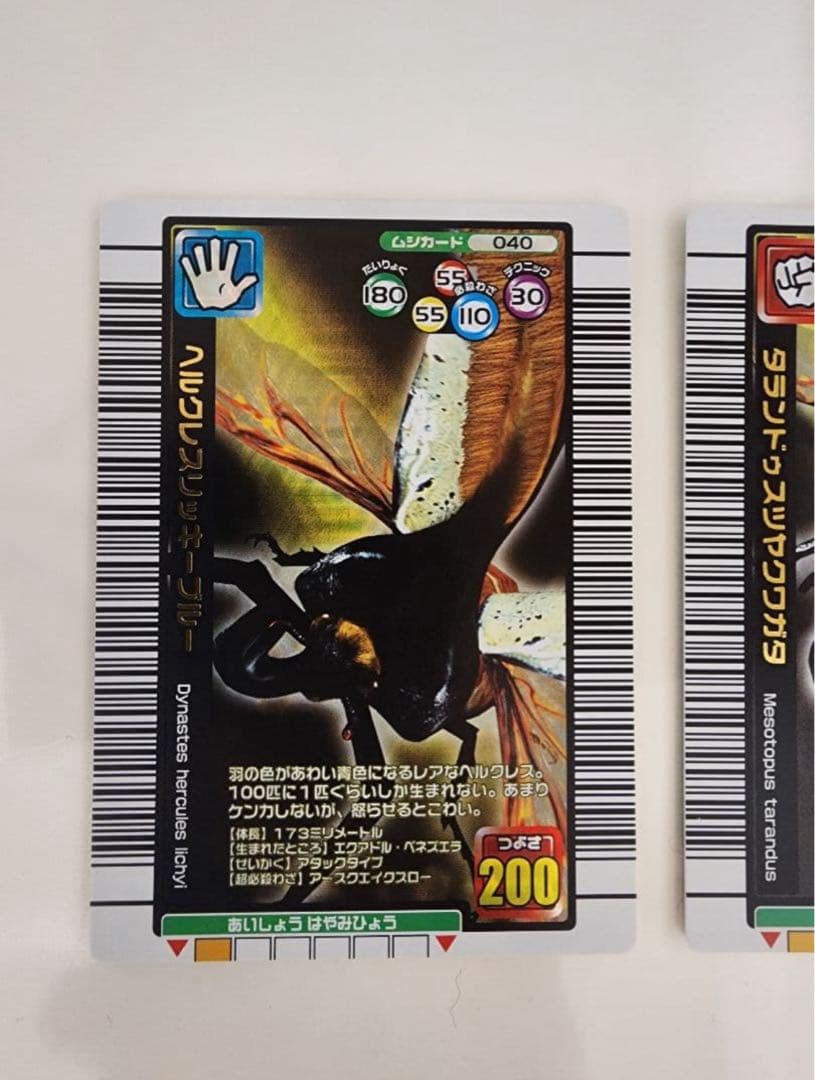 ムシカード 040
たいりょく
180
55
55
必殺わざ
110
テクニック
30
ヘルクレスリッキーブルー
Dynastes hercules lichyi
羽の色があわい青色になるレアなヘルクレス。
100匹に1匹ぐらいしか生まれない。あまり
ケンカしないが、怒らせるとこわい。
【体長】173ミリメートル
【生まれたところ】エクアドル・ベネズエラ
【せいかく】アタックタイプ
【超必殺わざ】アースクエイクスロー
つよさ
200
あいしょう はやみひょう
タランドゥスツヤクワガタ
Mesotopus tarandus